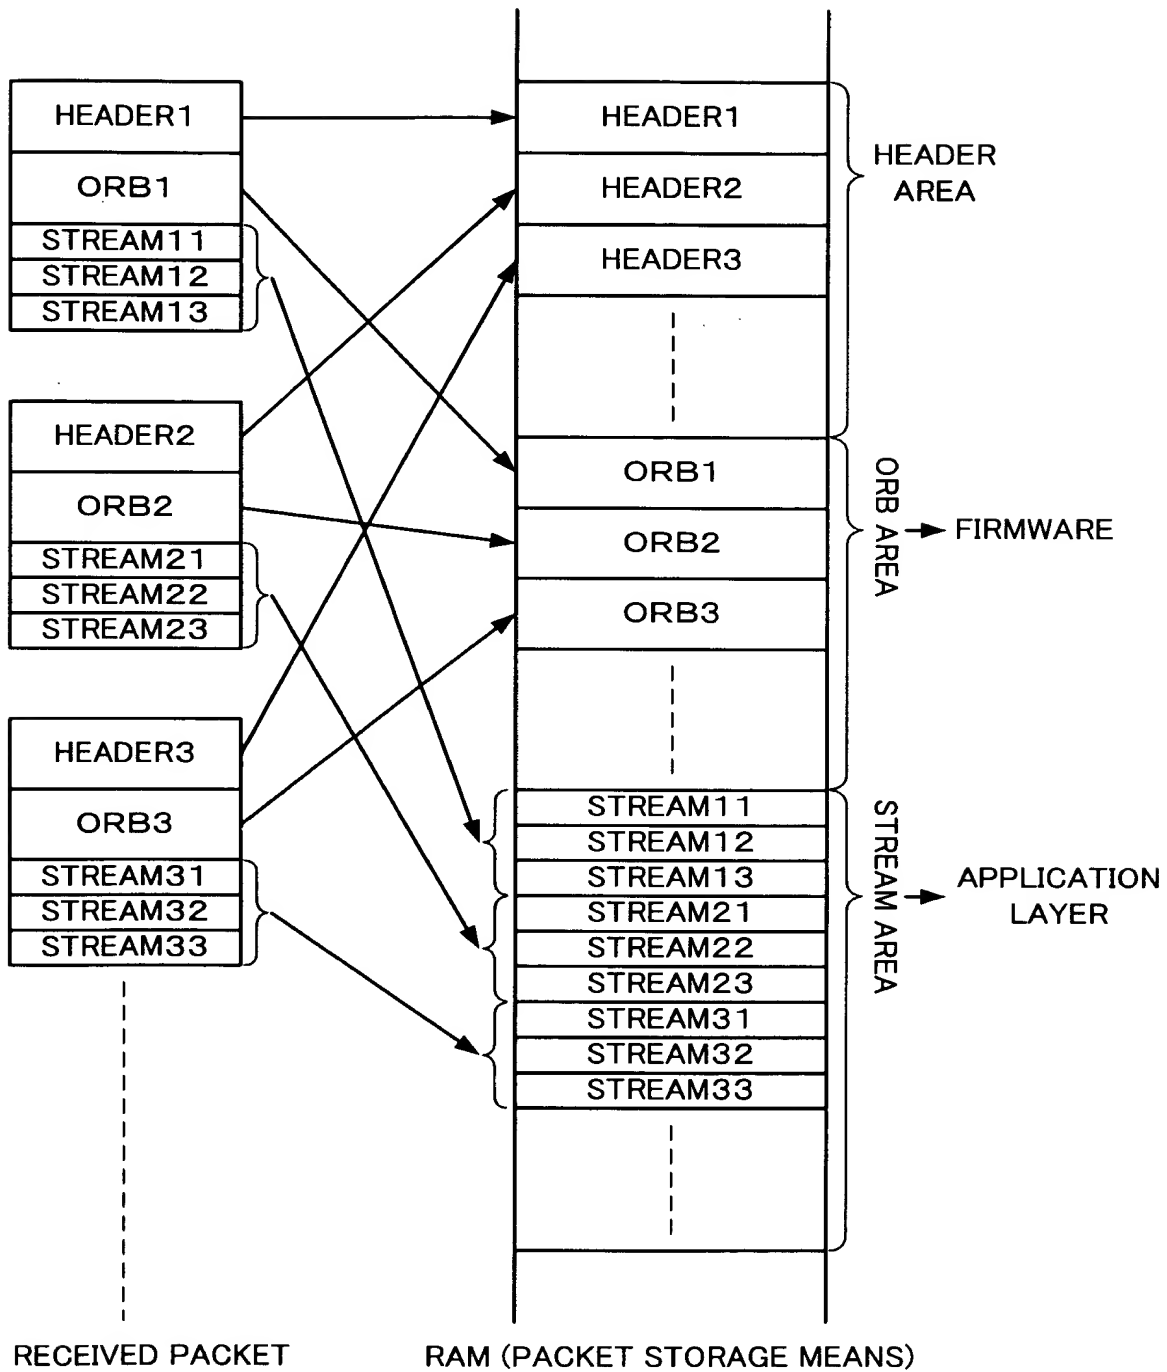 HEADER1
ORB1
STREAM11
STREAM12
STREAM13
HEADER2
ORB2
STREAM21
STREAM22
STREAM23
HEADER3
ORB3
STREAM31
STREAM32
STREAM33
RECEIVED PACKET
HEADER1
HEADER2
HEADER3
ORB1
ORB2
ORB3
STREAM11
STREAM12
STREAM13
STREAM21
STREAM22
STREAM23
STREAM31
STREAM32
STREAM33
RAM (PACKET STORAGE MEANS)
HEADER
AREA
ORB AREA
FIRMWARE
STREAM AREA
APPLICATION
LAYER